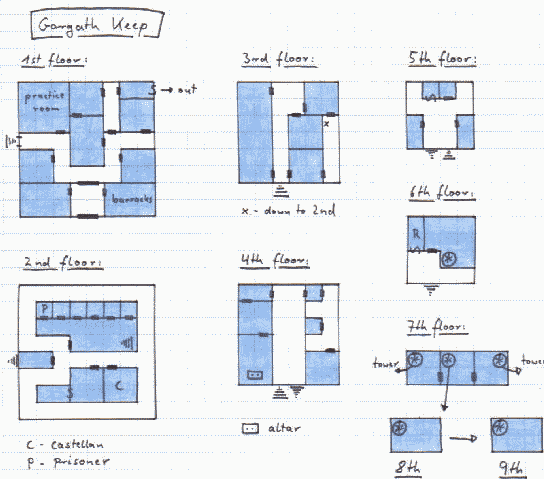 Gargath Keep
1st floor:
practice
room
S → out
barracks
2nd floor:
P
S
C
C - castellan
P - prisoner
3rd floor:
x
x - down to 2nd
4th floor:
altar
5th floor:
6th floor:
R
7th floor:
tower
tower
8th
9th